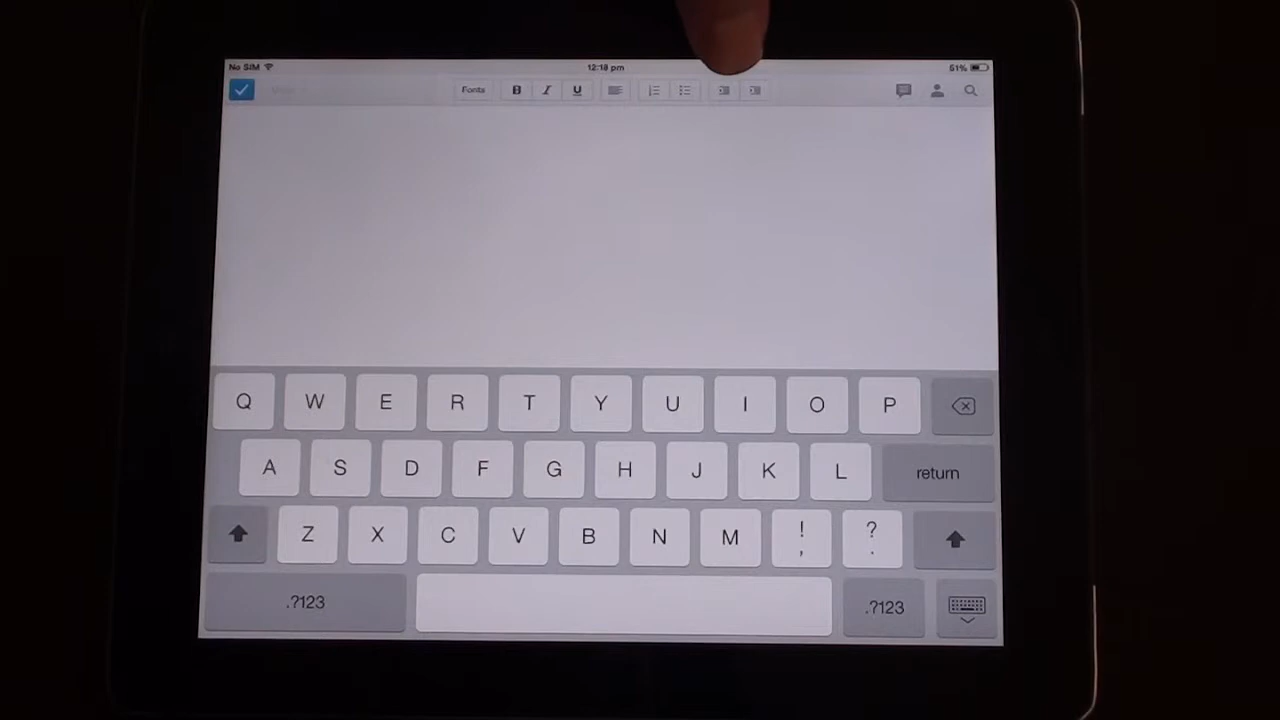 No SIM 12:18 pm 51%
Fonts B I U
Q W E R T Y U I O P
A S D F G H J K L return
Z X C V B N M ! , ? .
.?123 .?123